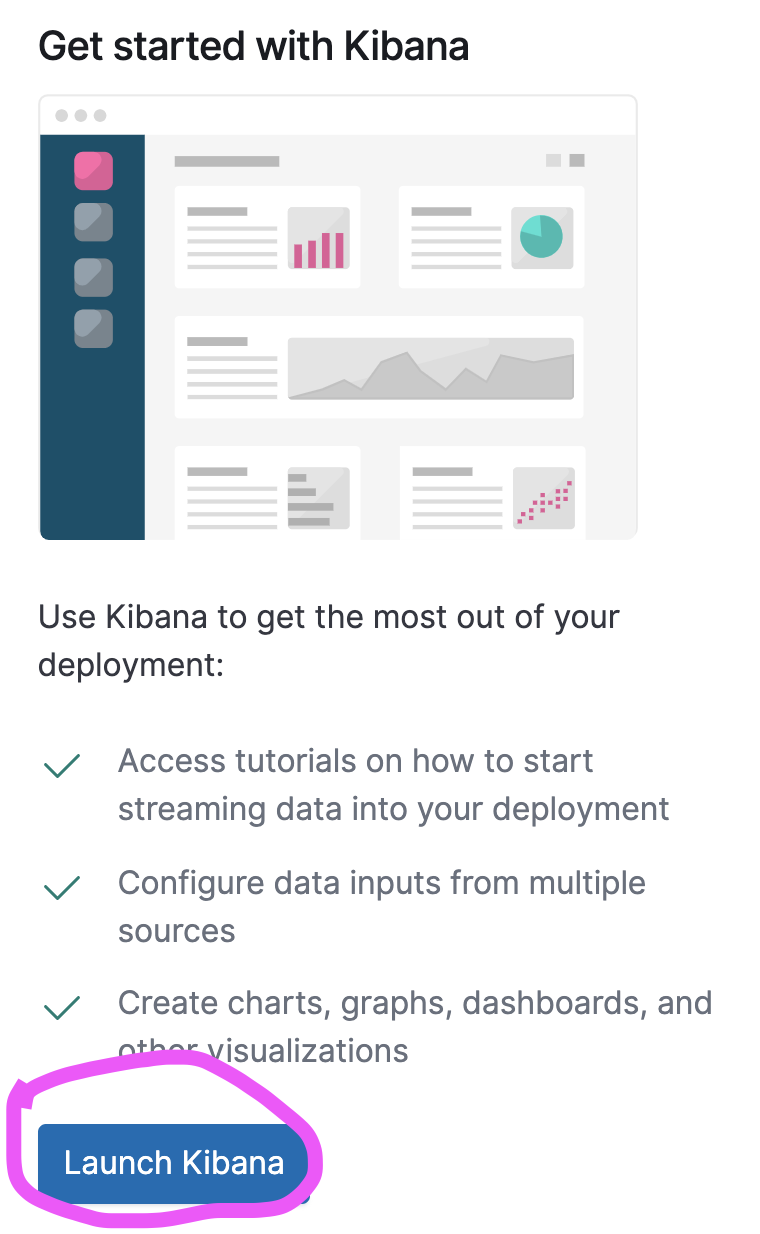 Get started with Kibana
Use Kibana to get the most out of your
deployment:
Access tutorials on how to start
streaming data into your deployment
Configure data inputs from multiple
sources
Create charts, graphs, dashboards, and
other visualizations
Launch Kibana